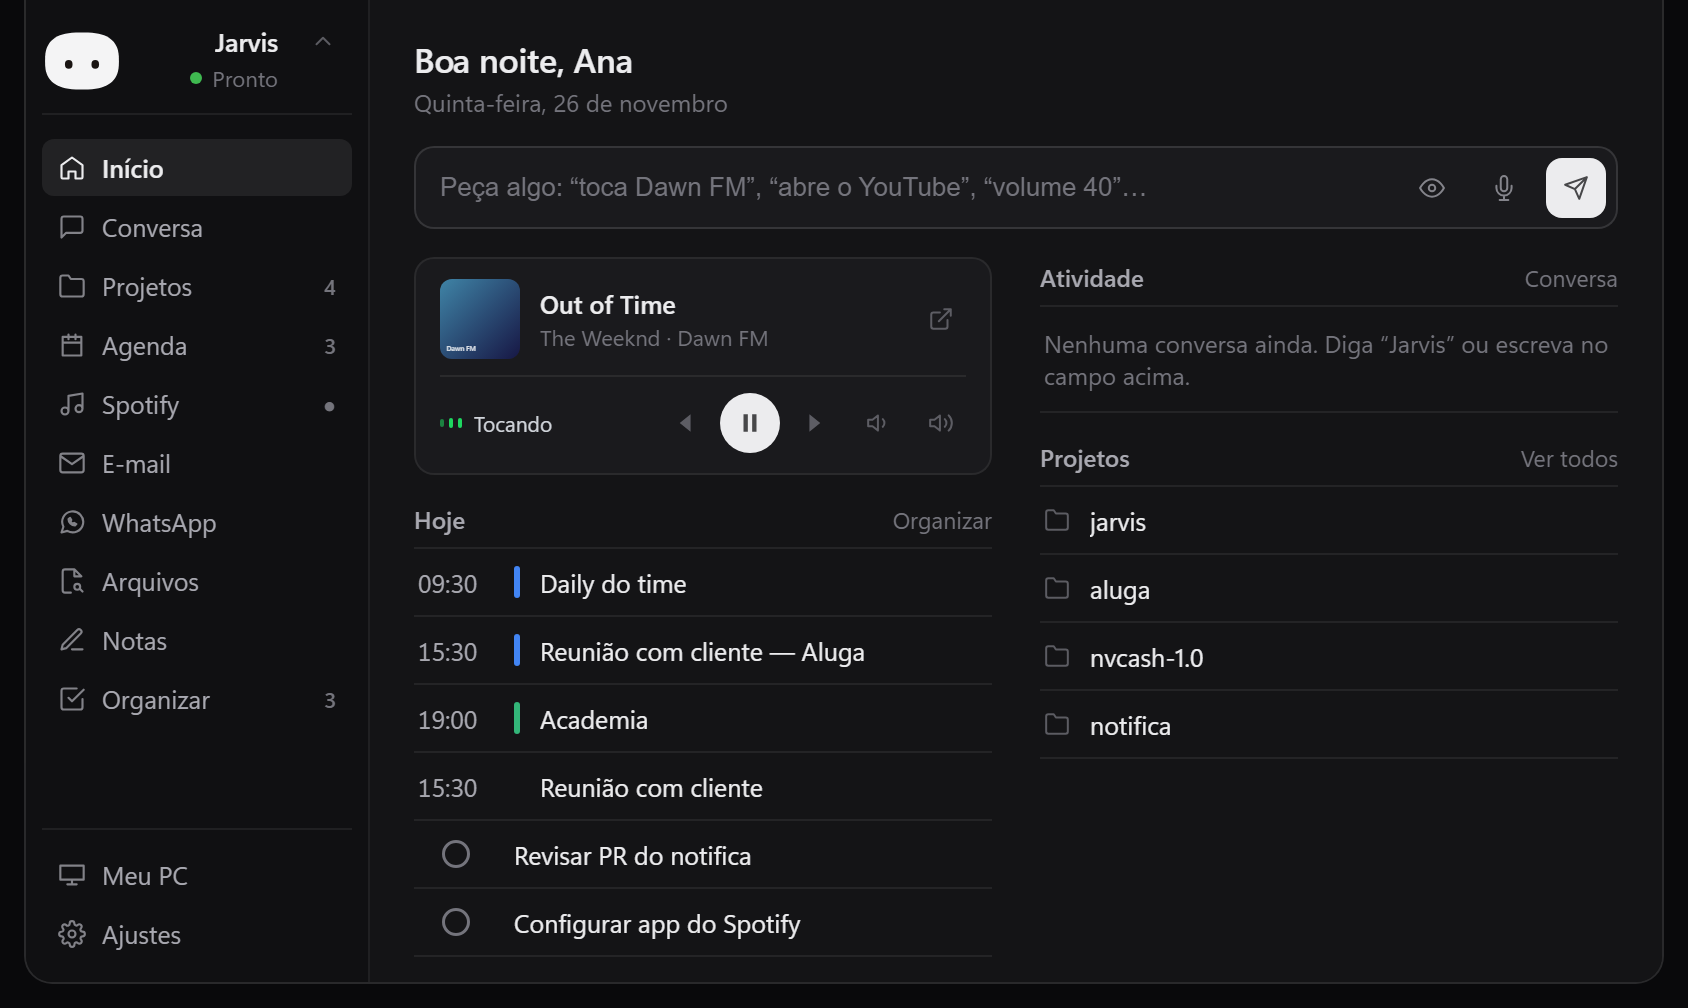 Jarvis
Pronto
Início
Conversa
Projetos 4
Agenda 3
Spotify
E-mail
WhatsApp
Arquivos
Notas
Organizar 3
Meu PC
Ajustes
Boa noite, Ana
Quinta-feira, 26 de novembro
Peça algo: “toca Dawn FM”, “abre o YouTube”, “volume 40”…
Dawn FM
Out of Time
The Weeknd · Dawn FM
Tocando
Hoje Organizar
09:30 Daily do time
15:30 Reunião com cliente — Aluga
19:00 Academia
15:30 Reunião com cliente
Revisar PR do notifica
Configurar app do Spotify
Atividade Conversa
Nenhuma conversa ainda. Diga “Jarvis” ou escreva no
campo acima.
Projetos Ver todos
jarvis
aluga
nvcash-1.0
notifica